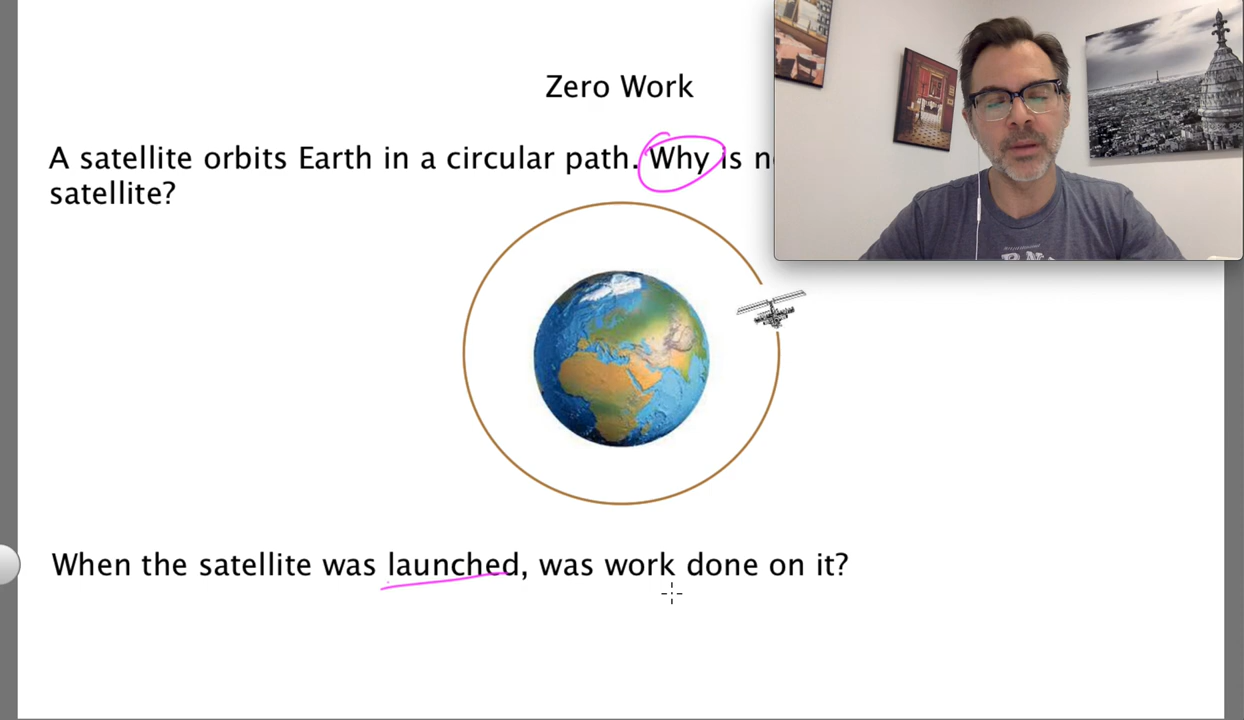 Zero Work
A satellite orbits Earth in a circular path. Why is
satellite?
When the satellite was launched, was work done on it?